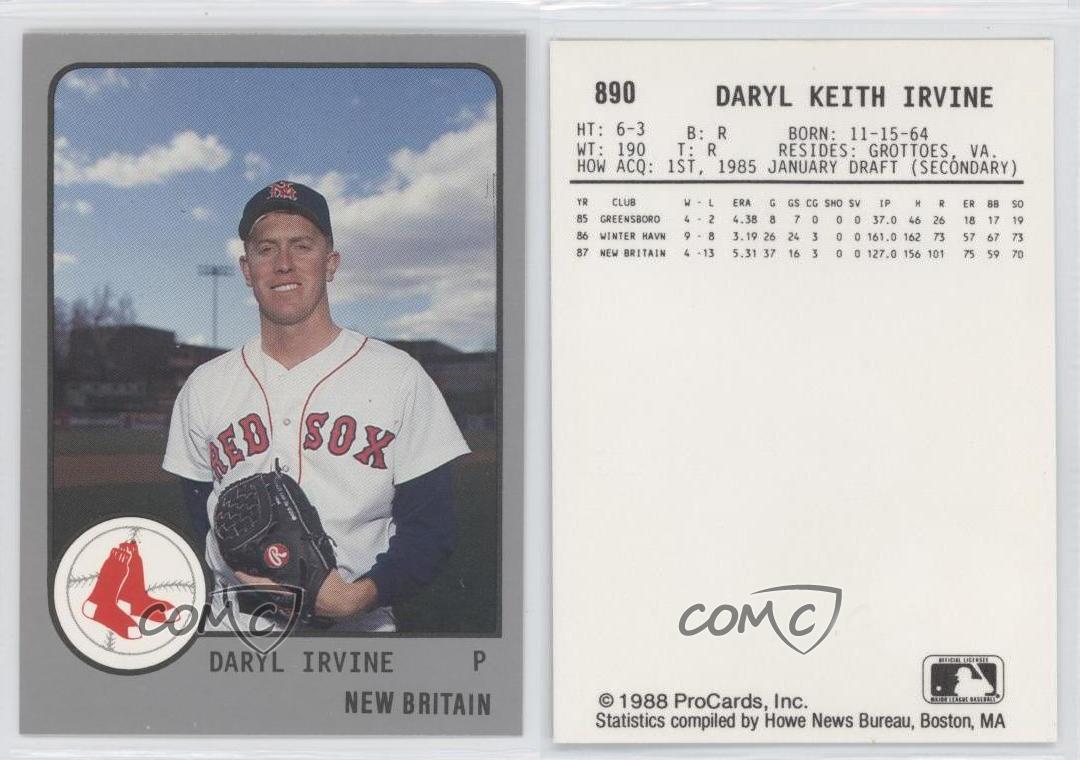 RED SOX
R
COMC
DARYL IRVINE P
NEW BRITAIN
890 DARYL KEITH IRVINE
HT: 6-3 B: R BORN: 11-15-64
WT: 190 T: R RESIDES: GROTTOES, VA.
HOW ACQ: 1ST, 1985 JANUARY DRAFT (SECONDARY)
YR CLUB W - L ERA G GS CG SHO SV IP H R ER BB SO
85 GREENSBORO 4 - 2 4.38 8 7 0 0 0 37.0 46 26 18 17 19
86 WINTER HAVN 9 - 8 3.19 26 24 3 0 0 161.0 162 73 57 67 73
87 NEW BRITAIN 4 -13 5.31 37 16 3 0 0 127.0 156 101 75 59 70
COMC
OFFICIAL LICENSEE
MAJOR LEAGUE BASEBALL
© 1988 ProCards, Inc.
Statistics compiled by Howe News Bureau, Boston, MA